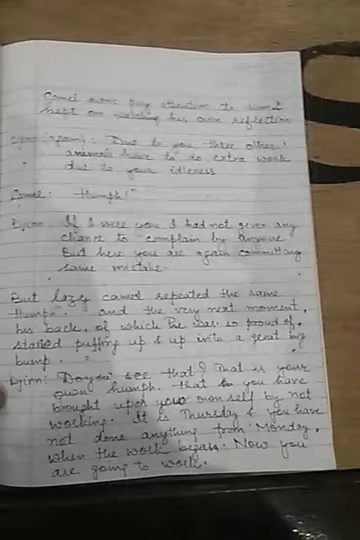 Camel dont pay attention to him &
kept on watching his own reflection
Djinn (again): Due to you three other
animals have to do extra work
due to your idleness
Camel: "Humph!"
Djinn: If I were you I had not given any
chance to complain by anyone
But here you are again committing
same mistake.
But lazy camel repeated the same
"Humph". and the very next moment,
his back, of which he was so proud of,
started puffing up & up into a great big
bump.
Djinn: Do you see that? That is your
own humph. that you have
brought upon your own self by not
working. It is Thursday & you have
not done anything from Monday,
when the work began. Now you
are going to work.